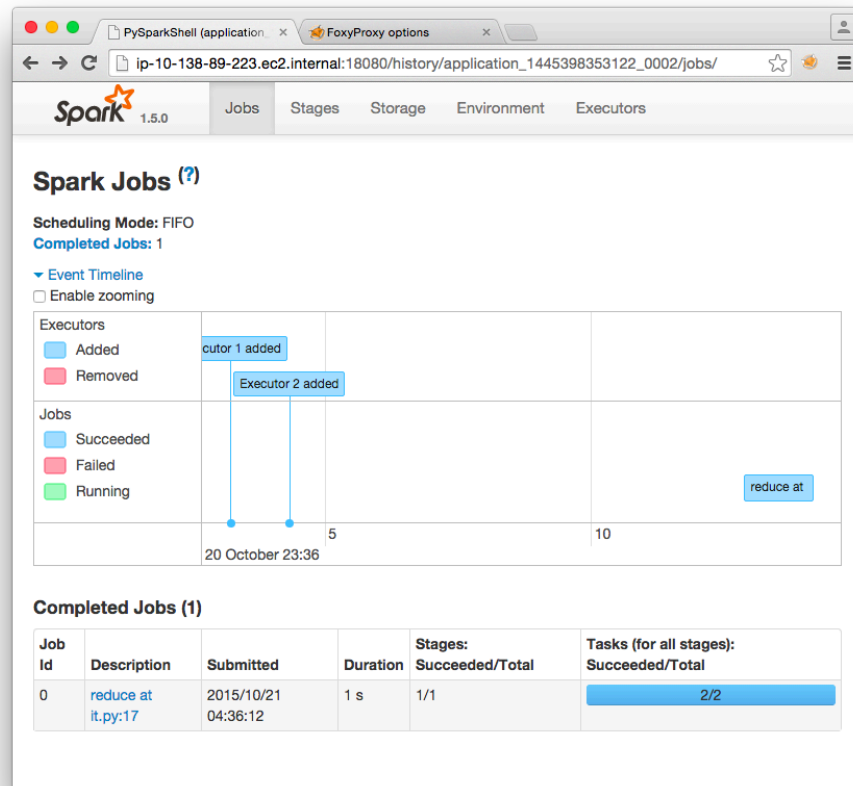 PySparkShell (application_
FoxyProxy options
ip-10-138-89-223.ec2.internal:18080/history/application_1445398353122_0002/jobs/
Spark 1.5.0 Jobs Stages Storage Environment Executors
Spark Jobs (?)
Scheduling Mode: FIFO
Completed Jobs: 1
Event Timeline
Enable zooming
Executors
Added
Removed
cutor 1 added
Executor 2 added
Jobs
Succeeded
Failed
Running
reduce at
5 10
20 October 23:36
Completed Jobs (1)
Job Id Description Submitted Duration Stages: Succeeded/Total Tasks (for all stages): Succeeded/Total
0 reduce at it.py:17 2015/10/21 04:36:12 1 s 1/1 2/2